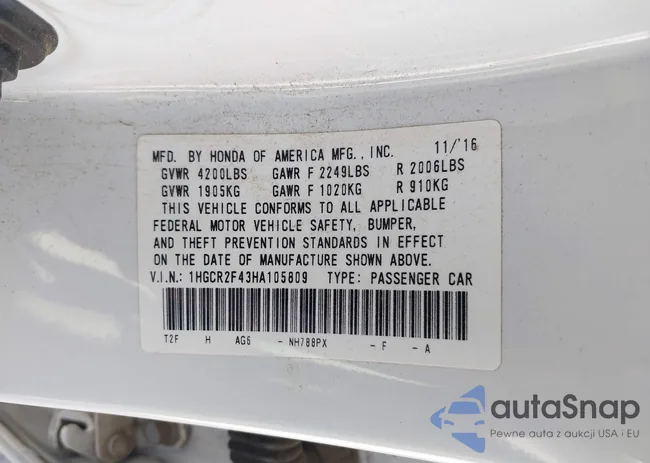 MFD. BY HONDA OF AMERICA MFG., INC. 11/'16
GVWR 4200LBS GAWR F 2249LBS R 2006LBS
GVWR 1905KG GAWR F 1020KG R 910KG
THIS VEHICLE CONFORMS TO ALL APPLICABLE
FEDERAL MOTOR VEHICLE SAFETY, BUMPER,
AND THEFT PREVENTION STANDARDS IN EFFECT
ON THE DATE OF MANUFACTURE SHOWN ABOVE.
V.I.N.: 1HGCR2F43HA105809 TYPE: PASSENGER CAR
T2F H AG6 - NH788PX - F - A
autaSnap
Pewne auta z aukcji USA i EU